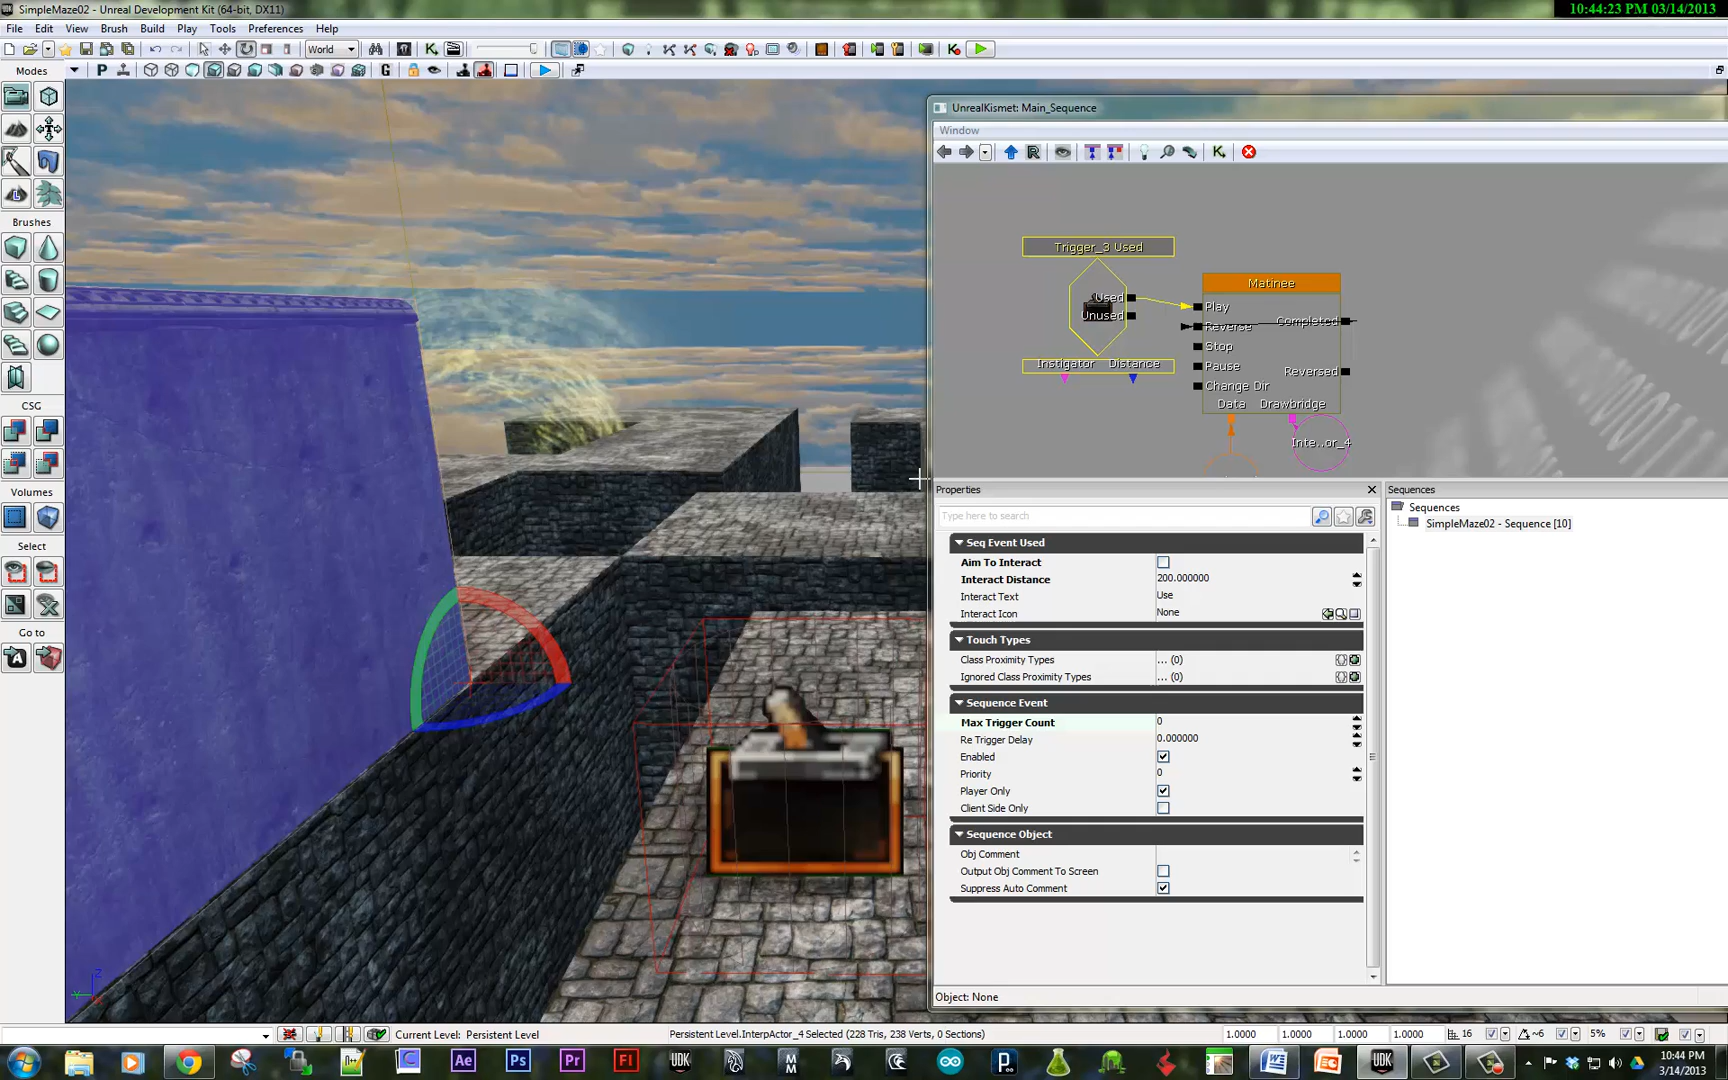 SimpleMaze02 - Unreal Development Kit (64-bit, DX11)
10:44:23 PM 03/14/2013
File Edit View Brush Build Play Tools Preferences Help
World
Modes
P
G
Brushes
CSG
Volumes
Select
Go to
UnrealKismet: Main_Sequence
Window
Trigger_3 Used
Used
Unused
Instigator Distance
Matinee
Play
Reverse Completed
Stop
Pause Reversed
Change Dir
Data Drawbridge
Inte...or_4
Properties
Type here to search
Seq Event Used
Aim To Interact
Interact Distance 200.000000
Interact Text Use
Interact Icon None
Touch Types
Class Proximity Types ... (0)
Ignored Class Proximity Types ... (0)
Sequence Event
Max Trigger Count 0
Re Trigger Delay 0.000000
Enabled
Priority 0
Player Only
Client Side Only
Sequence Object
Obj Comment
Output Obj Comment To Screen
Suppress Auto Comment
Object: None
Sequences
Sequences
SimpleMaze02 - Sequence [10]
Current Level: Persistent Level
Persistent Level.InterpActor_4 Selected (228 Tris, 238 Verts, 0 Sections)
1.0000 1.0000 1.0000 1.0000 16 ~6 5%
Ae Ps Pr Fl UDK
10:44 PM
3/14/2013